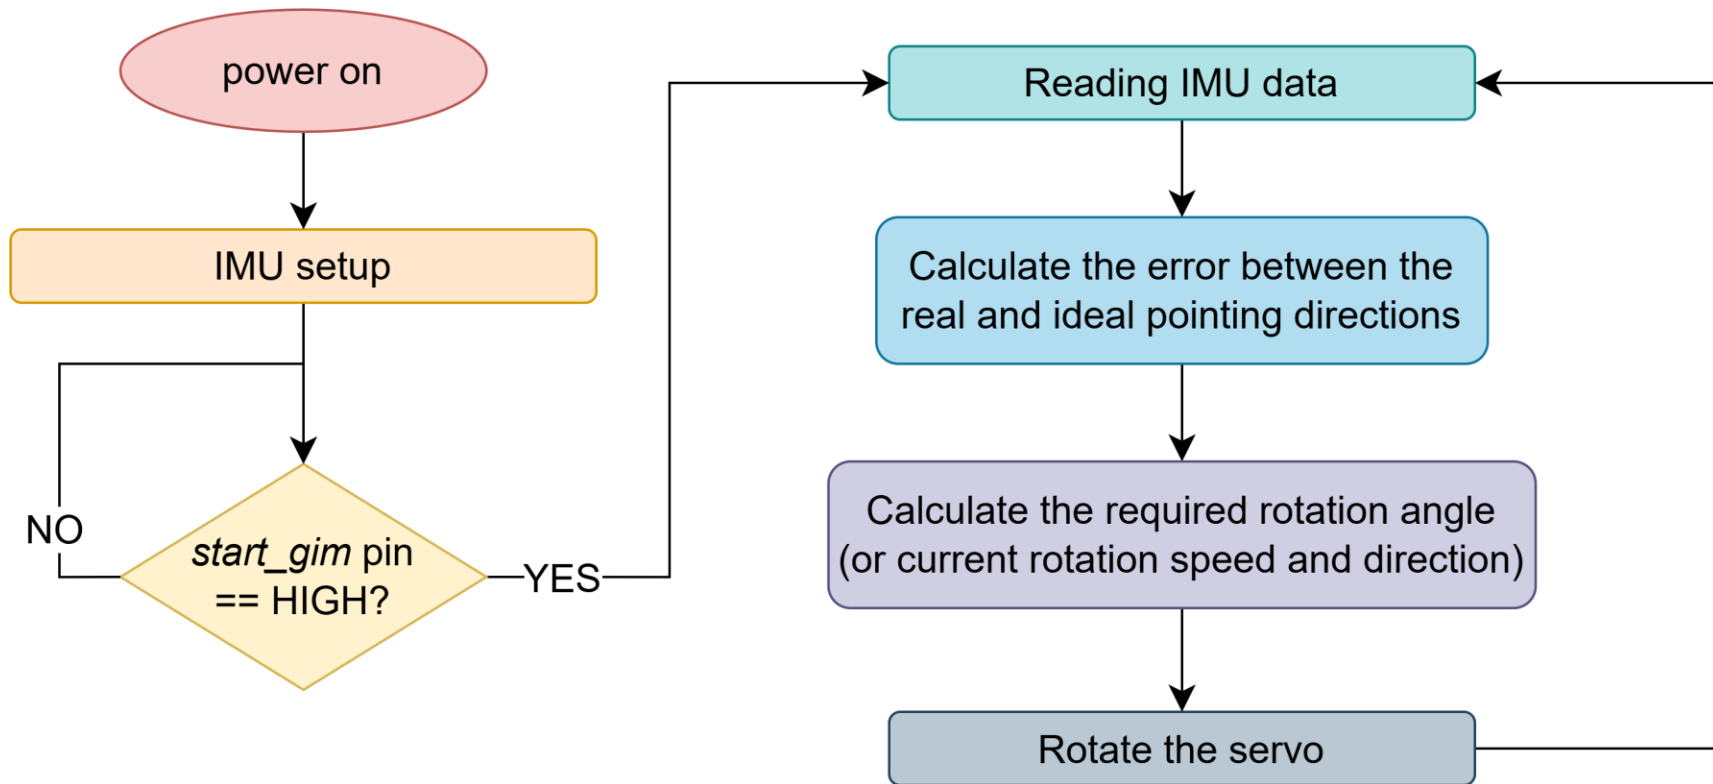 power on
IMU setup
NO
start_gim pin
== HIGH?
YES
Reading IMU data
Calculate the error between the
real and ideal pointing directions
Calculate the required rotation angle
(or current rotation speed and direction)
Rotate the servo